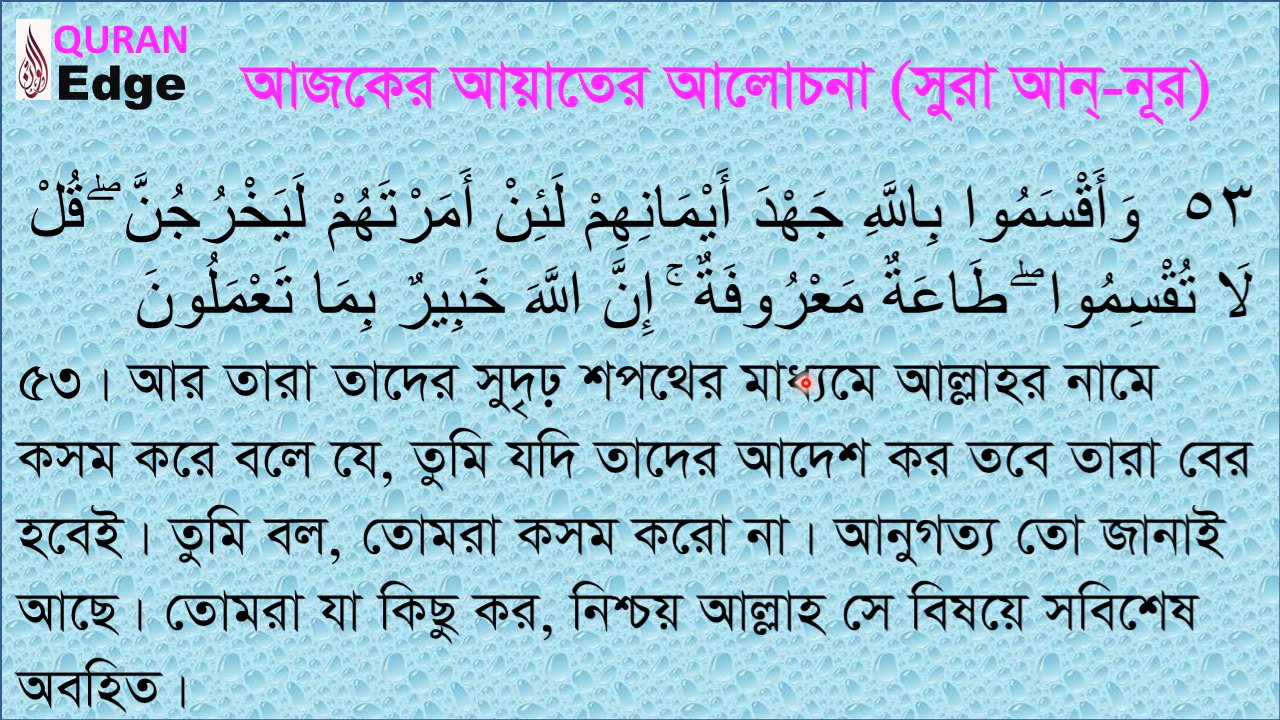 QURAN
Edge
আজকের আয়াতের আলোচনা (সুরা আন্-নূর)
٥٣ وَأَقْسَمُوا بِاللَّهِ جَهْدَ أَيْمَانِهِمْ لَئِنْ أَمَرْتَهُمْ لَيَخْرُجُنَّ ۖ قُلْ
لَا تُقْسِمُوا ۖ طَاعَةٌ مَعْرُوفَةٌ ۚ إِنَّ اللَّهَ خَبِيرٌ بِمَا تَعْمَلُونَ
৫৩। আর তারা তাদের সুদৃঢ় শপথের মাধ্যমে আল্লাহর নামে
কসম করে বলে যে, তুমি যদি তাদের আদেশ কর তবে তারা বের
হবেই। তুমি বল, তোমরা কসম করো না। আনুগত্য তো জানাই
আছে। তোমরা যা কিছু কর, নিশ্চয় আল্লাহ সে বিষয়ে সবিশেষ
অবহিত।